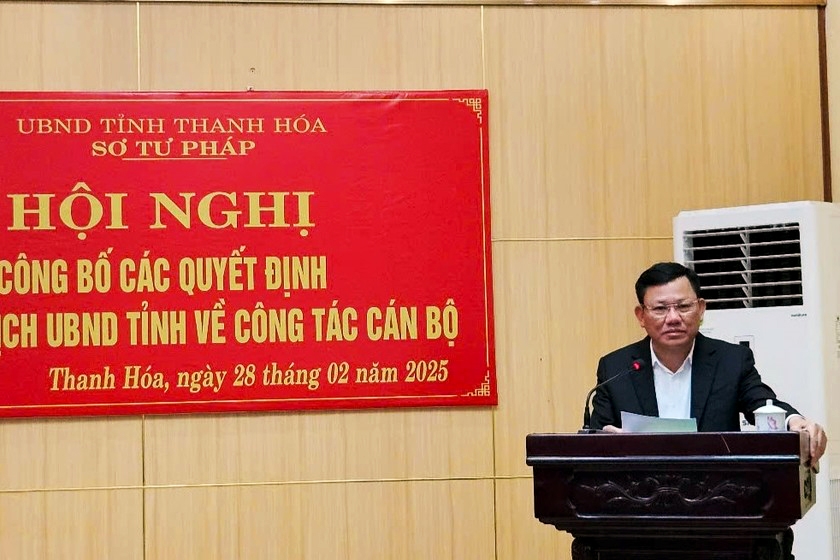 UBND TỈNH THANH HÓA
SỞ TƯ PHÁP
HỘI NGHỊ
CÔNG BỐ CÁC QUYẾT ĐỊNH
ỊCH UBND TỈNH VỀ CÔNG TÁC CÁN BỘ
Thanh Hóa, ngày 28 tháng 02 năm 2025